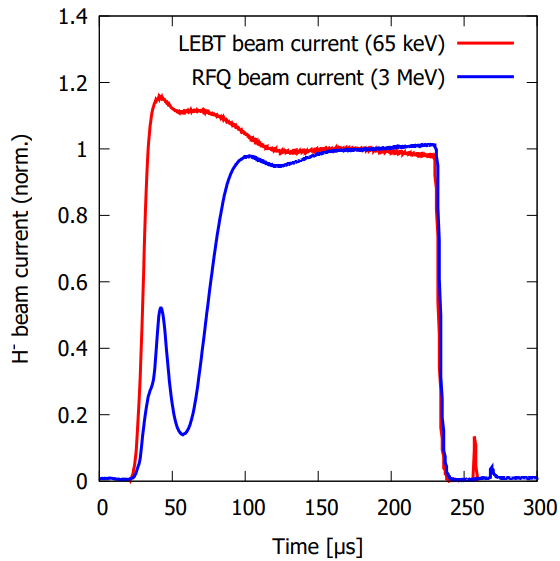 1.4
LEBT beam current (65 keV)
RFQ beam current (3 MeV)
1.2
1
0.8
0.6
0.4
0.2
0
H⁻ beam current (norm.)
0 50 100 150 200 250 300
Time [µs]